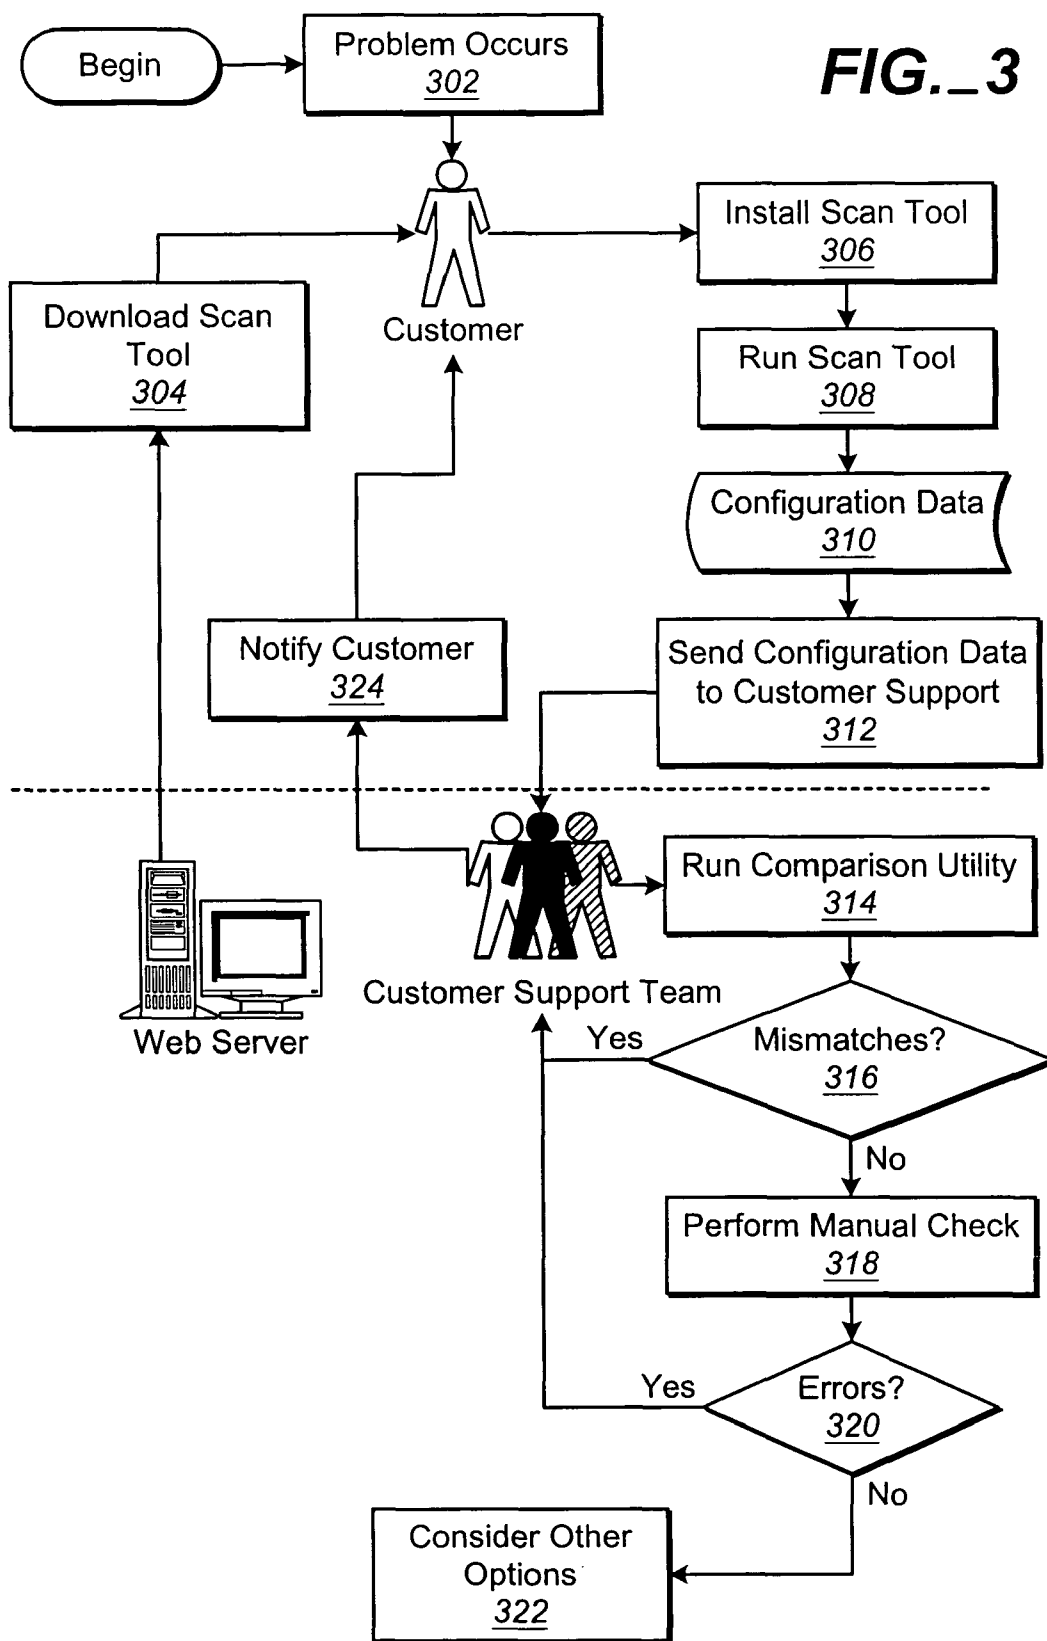 Begin
Problem Occurs
302
FIG._3
Install Scan Tool
306
Download Scan
Tool
304
Customer
Run Scan Tool
308
Configuration Data
310
Notify Customer
324
Send Configuration Data
to Customer Support
312
Run Comparison Utility
314
Customer Support Team
Web Server
Yes
Mismatches?
316
No
Perform Manual Check
318
Yes
Errors?
320
No
Consider Other
Options
322